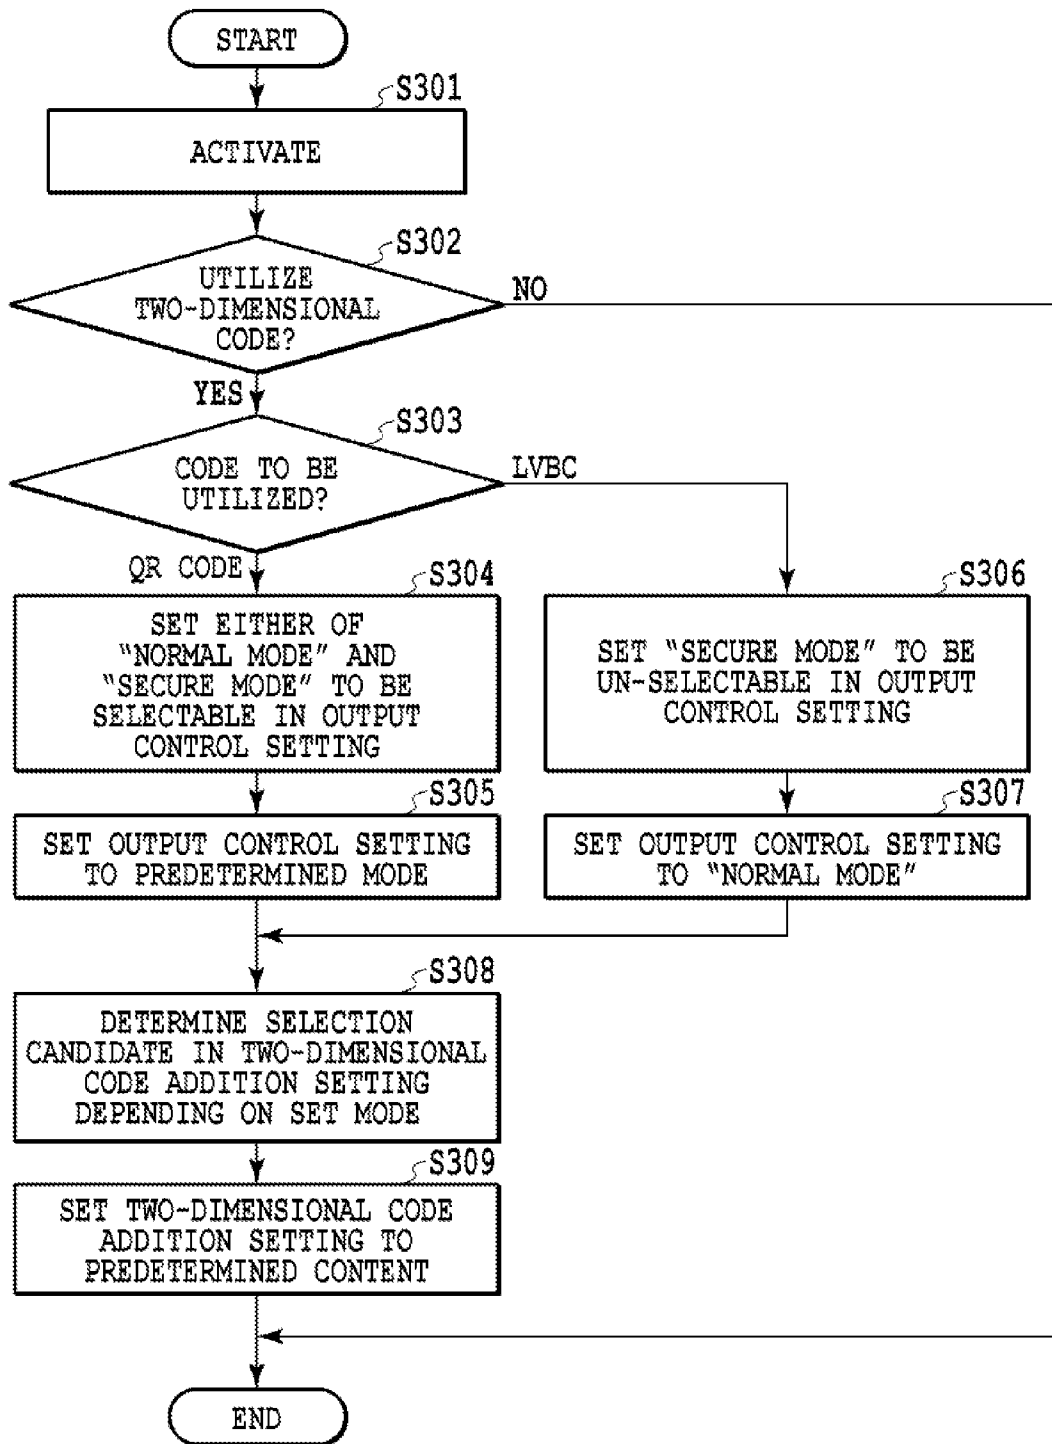 START
S301
ACTIVATE
S302
UTILIZE
TWO-DIMENSIONAL
CODE?
NO
YES
S303
CODE TO BE
UTILIZED?
LVBC
QR CODE
S304
SET EITHER OF
“NORMAL MODE” AND
“SECURE MODE” TO BE
SELECTABLE IN OUTPUT
CONTROL SETTING
S306
SET “SECURE MODE” TO BE
UN-SELECTABLE IN OUTPUT
CONTROL SETTING
S305
SET OUTPUT CONTROL SETTING
TO PREDETERMINED MODE
S307
SET OUTPUT CONTROL SETTING
TO “NORMAL MODE”
S308
DETERMINE SELECTION
CANDIDATE IN TWO-DIMENSIONAL
CODE ADDITION SETTING
DEPENDING ON SET MODE
S309
SET TWO-DIMENSIONAL CODE
ADDITION SETTING TO
PREDETERMINED CONTENT
END